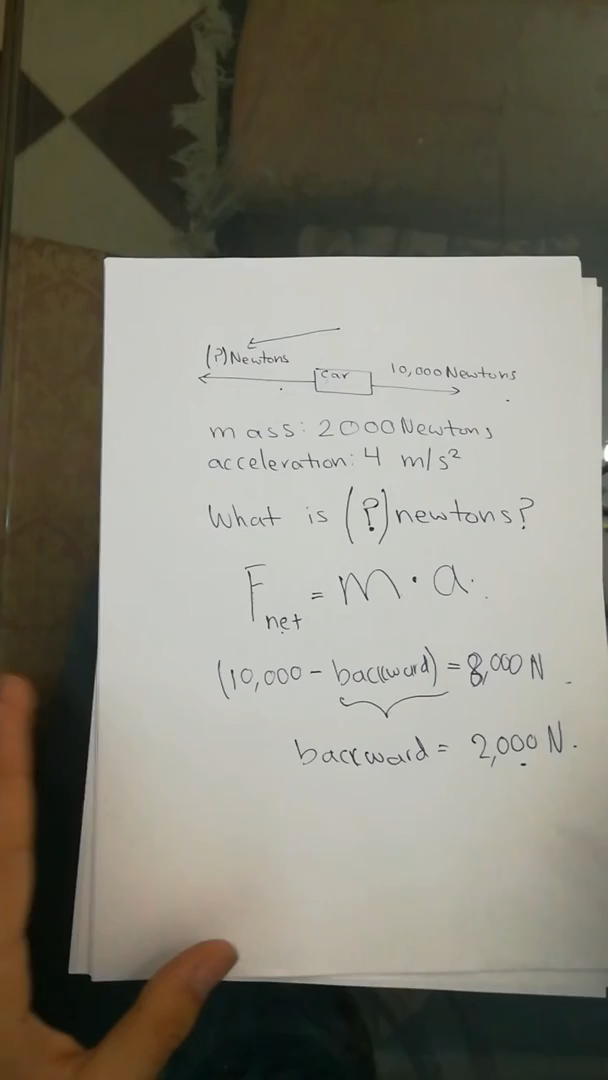 (?) Newtons
car
10,000 Newtons
mass: 2000 Newtons
acceleration: 4 m/s²
What is (?) newtons?
Fnet = m · a.
(10,000 - backward) = 8,000 N
backward = 2,000 N.